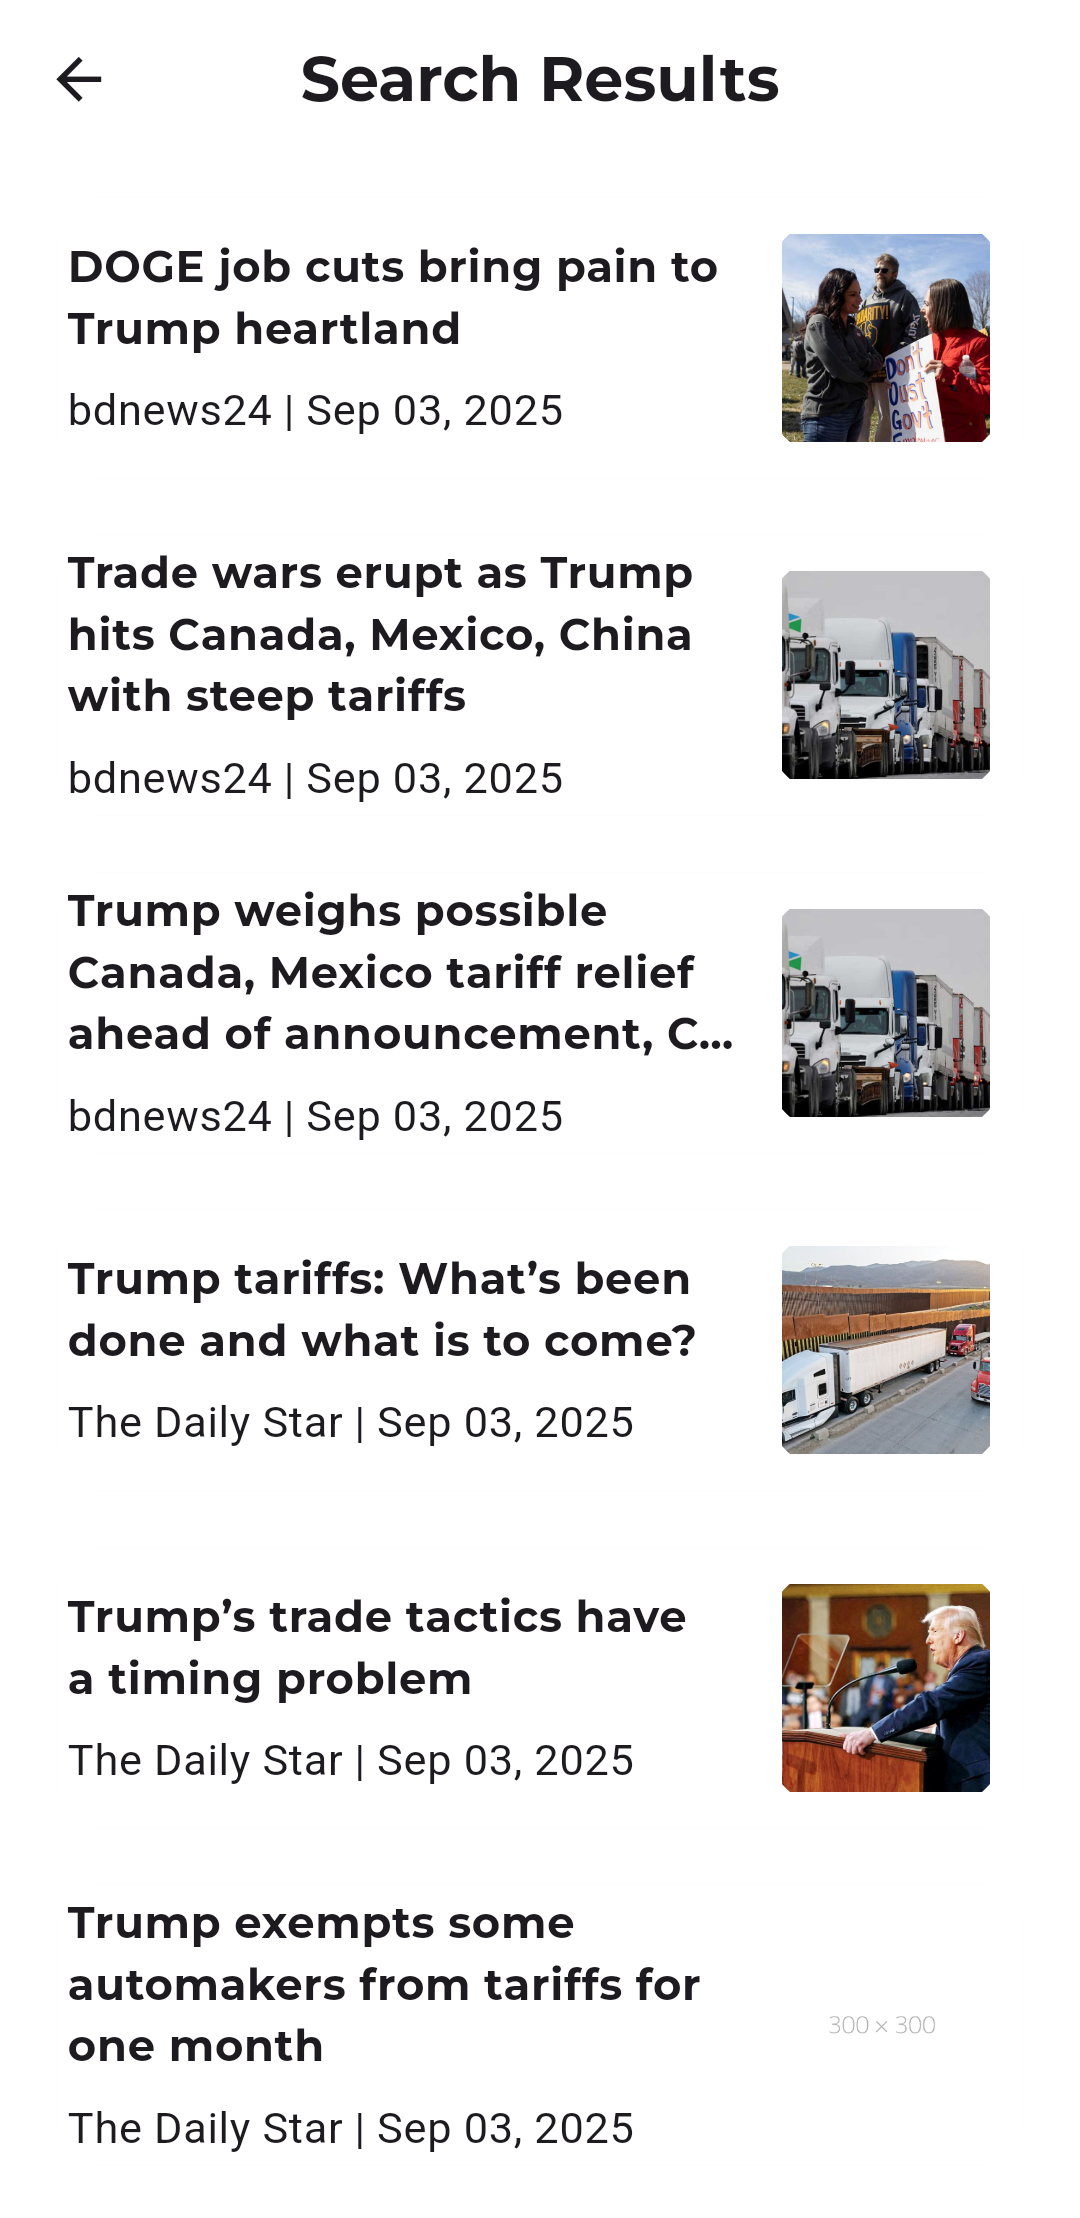 Search Results
DOGE job cuts bring pain to
Trump heartland
bdnews24 | Sep 03, 2025
DARITY!
Don't
Oust
Gov't
Trade wars erupt as Trump
hits Canada, Mexico, China
with steep tariffs
bdnews24 | Sep 03, 2025
Trump weighs possible
Canada, Mexico tariff relief
ahead of announcement, C...
bdnews24 | Sep 03, 2025
Trump tariffs: What’s been
done and what is to come?
The Daily Star | Sep 03, 2025
Trump’s trade tactics have
a timing problem
The Daily Star | Sep 03, 2025
Trump exempts some
automakers from tariffs for
one month
300 × 300
The Daily Star | Sep 03, 2025